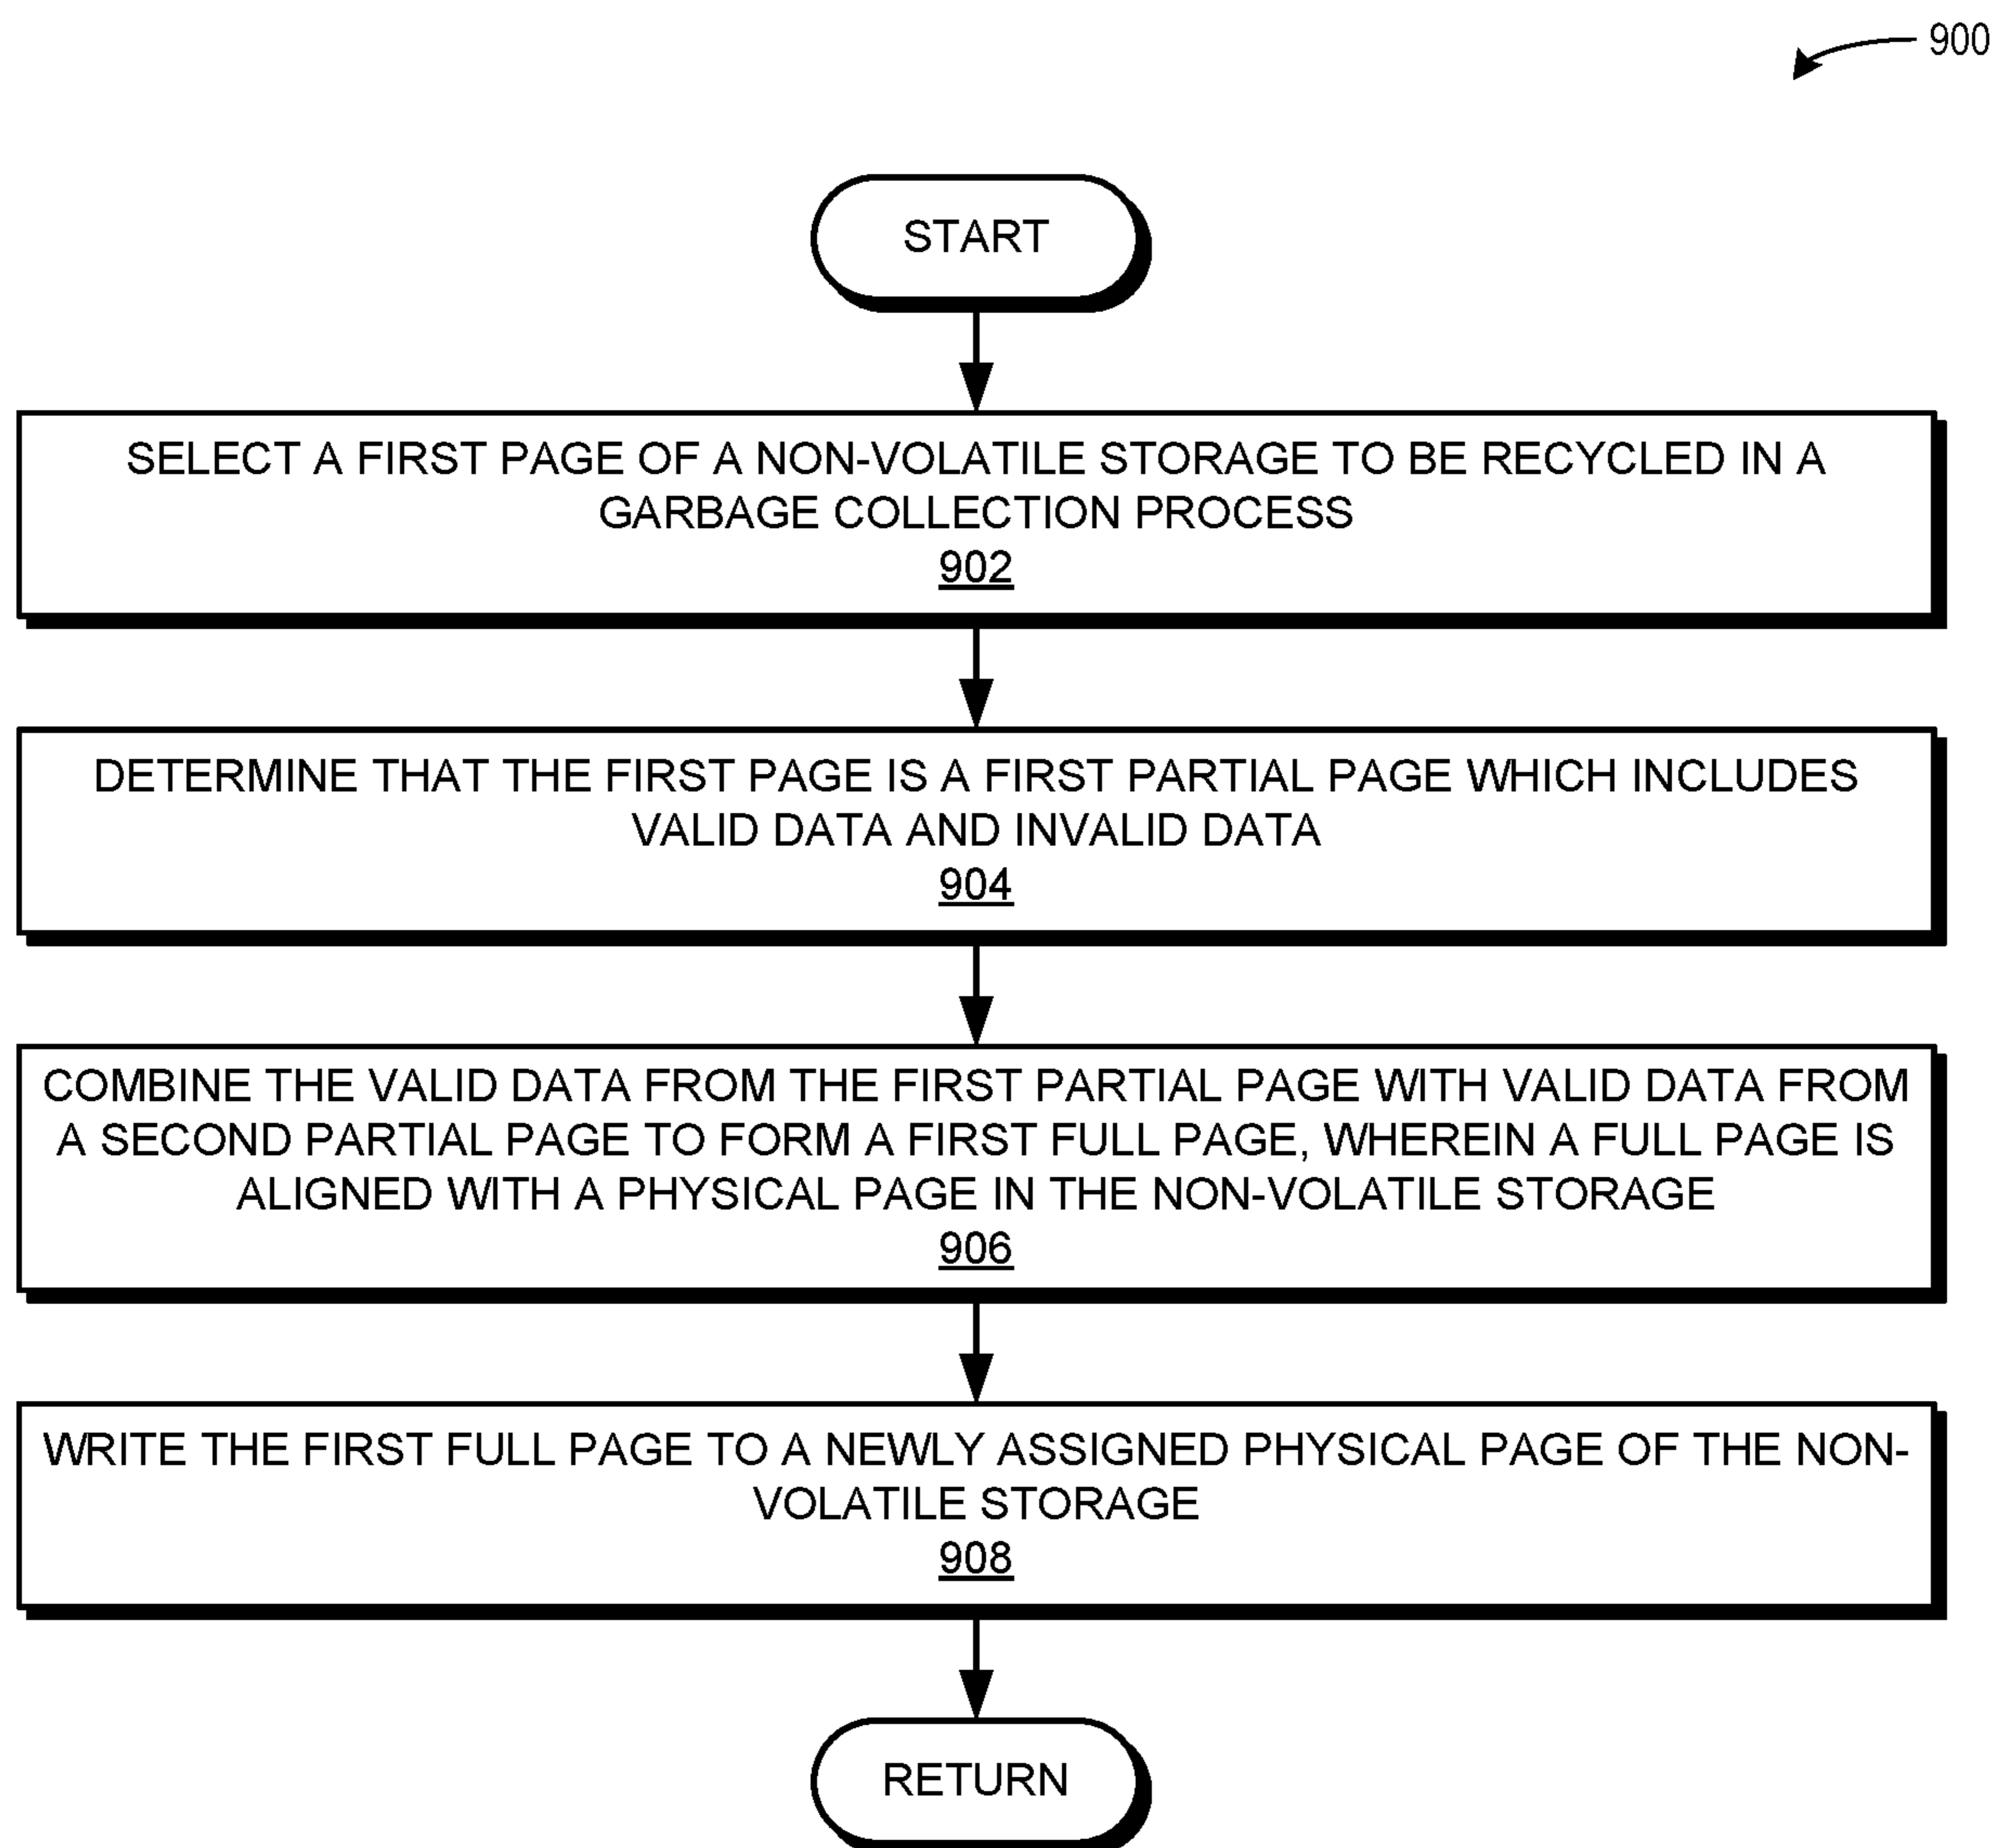 900
START
SELECT A FIRST PAGE OF A NON-VOLATILE STORAGE TO BE RECYCLED IN A
GARBAGE COLLECTION PROCESS
902
DETERMINE THAT THE FIRST PAGE IS A FIRST PARTIAL PAGE WHICH INCLUDES
VALID DATA AND INVALID DATA
904
COMBINE THE VALID DATA FROM THE FIRST PARTIAL PAGE WITH VALID DATA FROM
A SECOND PARTIAL PAGE TO FORM A FIRST FULL PAGE, WHEREIN A FULL PAGE IS
ALIGNED WITH A PHYSICAL PAGE IN THE NON-VOLATILE STORAGE
906
WRITE THE FIRST FULL PAGE TO A NEWLY ASSIGNED PHYSICAL PAGE OF THE NON-
VOLATILE STORAGE
908
RETURN